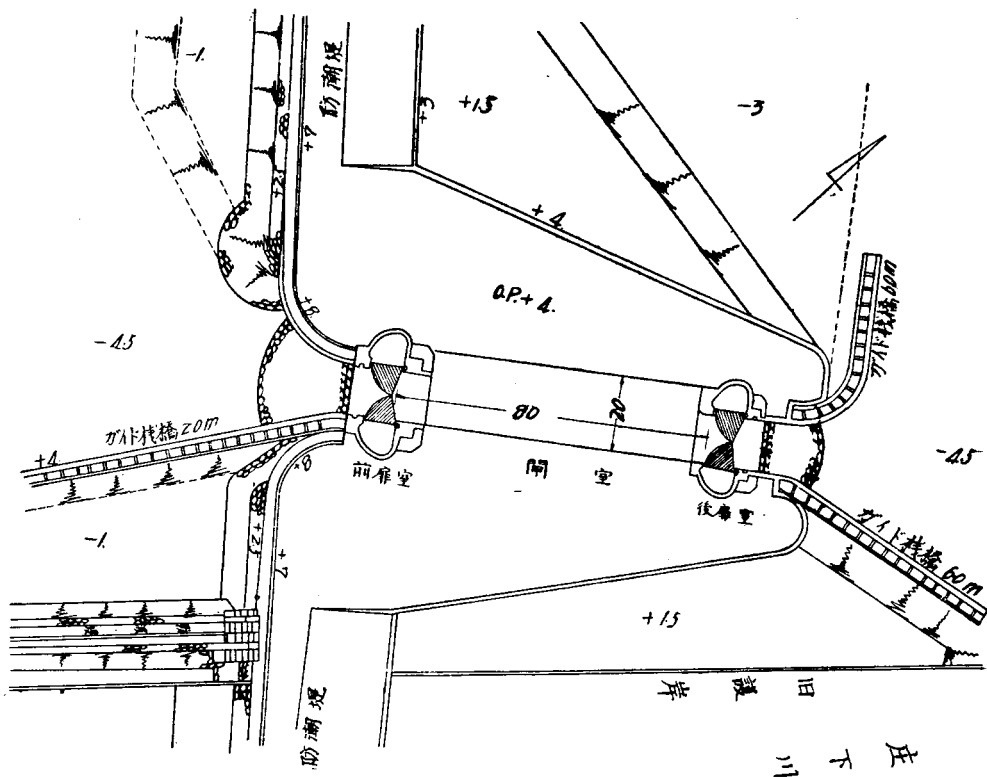 -1.
防潮堤
+7
+3
+1.5
-3
+2.5
+4.
O.P.+4.
+8
-4.5
ガイド桟橋60m
80
20
ガイド桟橋20m
+4
前扉室
閘室
後扉室
-4.5
+8
ガイド桟橋60m
-1.
+2.5
+7
+1.5
防潮堤
旧護岸
庄下川